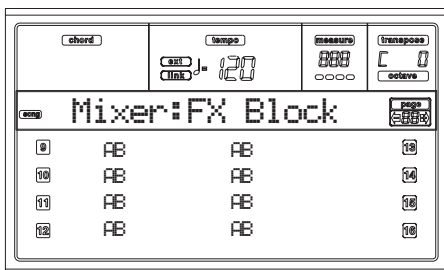 chord tempo measure transpose
ext link = 120 888 C 0
octave
song Mixer:FX Block page
9 AB AB 13
10 AB AB 14
11 AB AB 15
12 AB AB 16